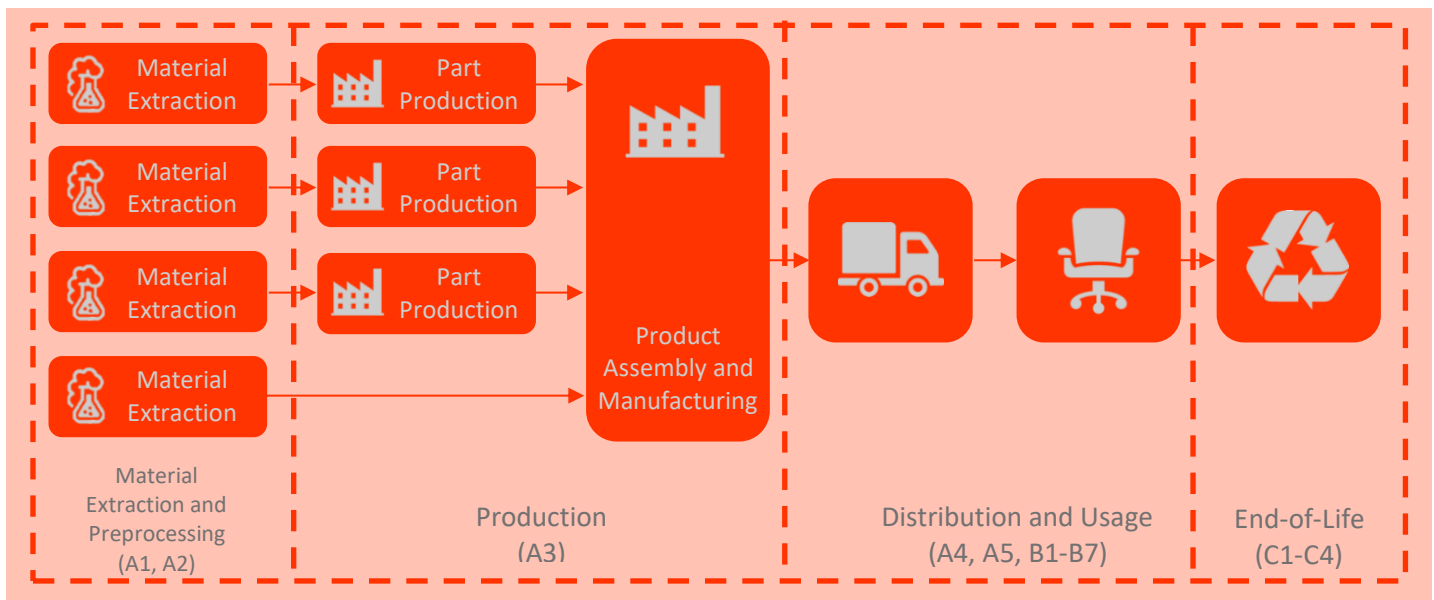 Material
Extraction
Part
Production
Material
Extraction
Part
Production
Material
Extraction
Part
Production
Material
Extraction
Product
Assembly and
Manufacturing
Material
Extraction and
Preprocessing
(A1, A2)
Production
(A3)
Distribution and Usage
(A4, A5, B1-B7)
End-of-Life
(C1-C4)